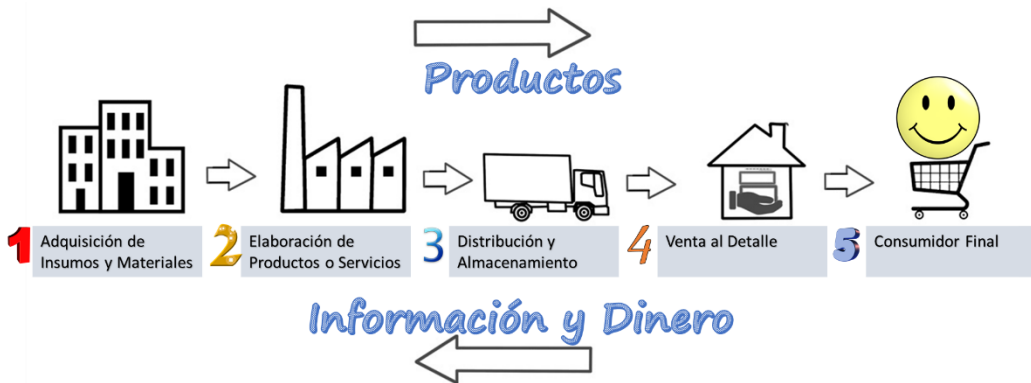 Productos
1 Adquisición de
Insumos y Materiales
2 Elaboración de
Productos o Servicios
3 Distribución y
Almacenamiento
4 Venta al Detalle
5 Consumidor Final
Información y Dinero